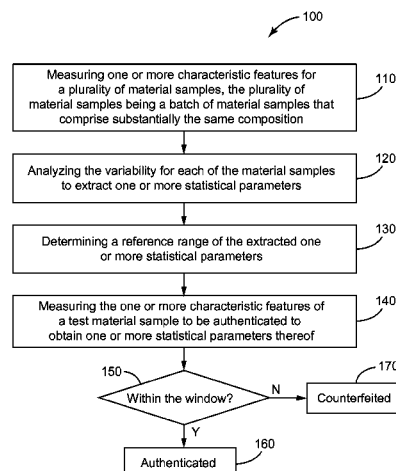 100
Measuring one or more characteristic features for
a plurality of material samples, the plurality of
material samples being a batch of material samples that
comprise substantially the same composition
110
Analyzing the variability for each of the material samples
to extract one or more statistical parameters
120
Determining a reference range of the extracted one
or more statistical parameters
130
Measuring the one or more characteristic features of
a test material sample to be authenticated to
obtain one or more statistical parameters thereof
140
150
Within the window?
N
170
Counterfeited
Y
160
Authenticated